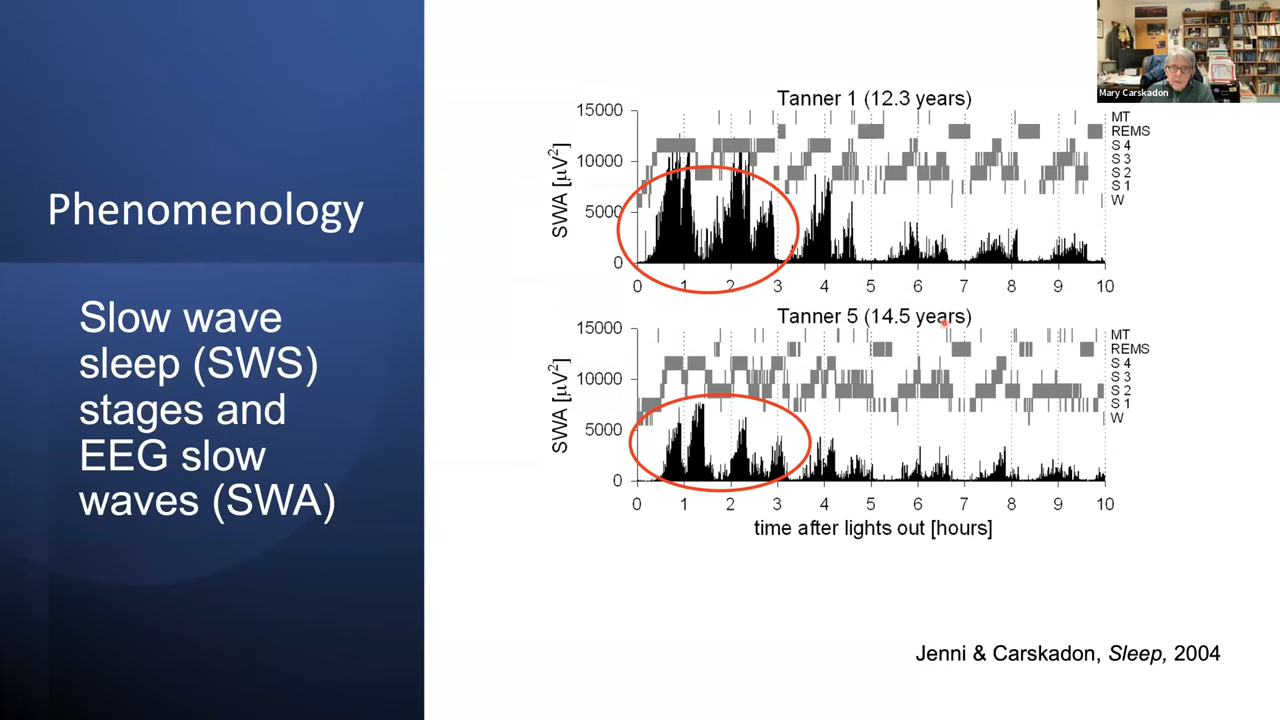 Phenomenology
Slow wave
sleep (SWS)
stages and
EEG slow
waves (SWA)
Mary Carskadon
Tanner 1 (12.3 years)
15000
10000
5000
0
SWA [µV²]
MT
REMS
S 4
S 3
S 2
S 1
W
0 1 2 3 4 5 6 7 8 9 10
Tanner 5 (14.5 years)
15000
10000
5000
0
SWA [µV²]
MT
REMS
S 4
S 3
S 2
S 1
W
0 1 2 3 4 5 6 7 8 9 10
time after lights out [hours]
Jenni & Carskadon, Sleep, 2004